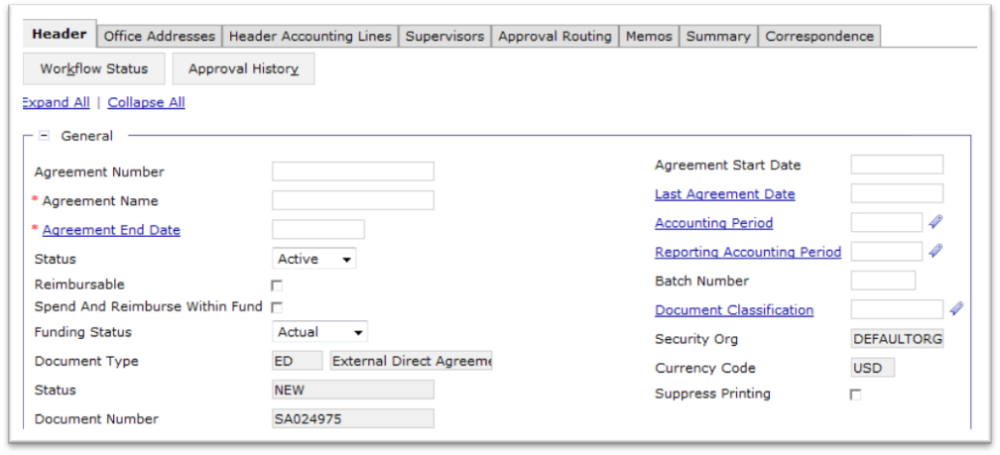 Header Office Addresses Header Accounting Lines Supervisors Approval Routing Memos Summary Correspondence
Workflow Status Approval History
Expand All | Collapse All
General
Agreement Number
* Agreement Name
* Agreement End Date
Status Active
Reimbursable
Spend And Reimburse Within Fund
Funding Status Actual
Document Type ED External Direct Agreeme
Status NEW
Document Number SA024975
Agreement Start Date
Last Agreement Date
Accounting Period
Reporting Accounting Period
Batch Number
Document Classification
Security Org DEFAULTORG
Currency Code USD
Suppress Printing